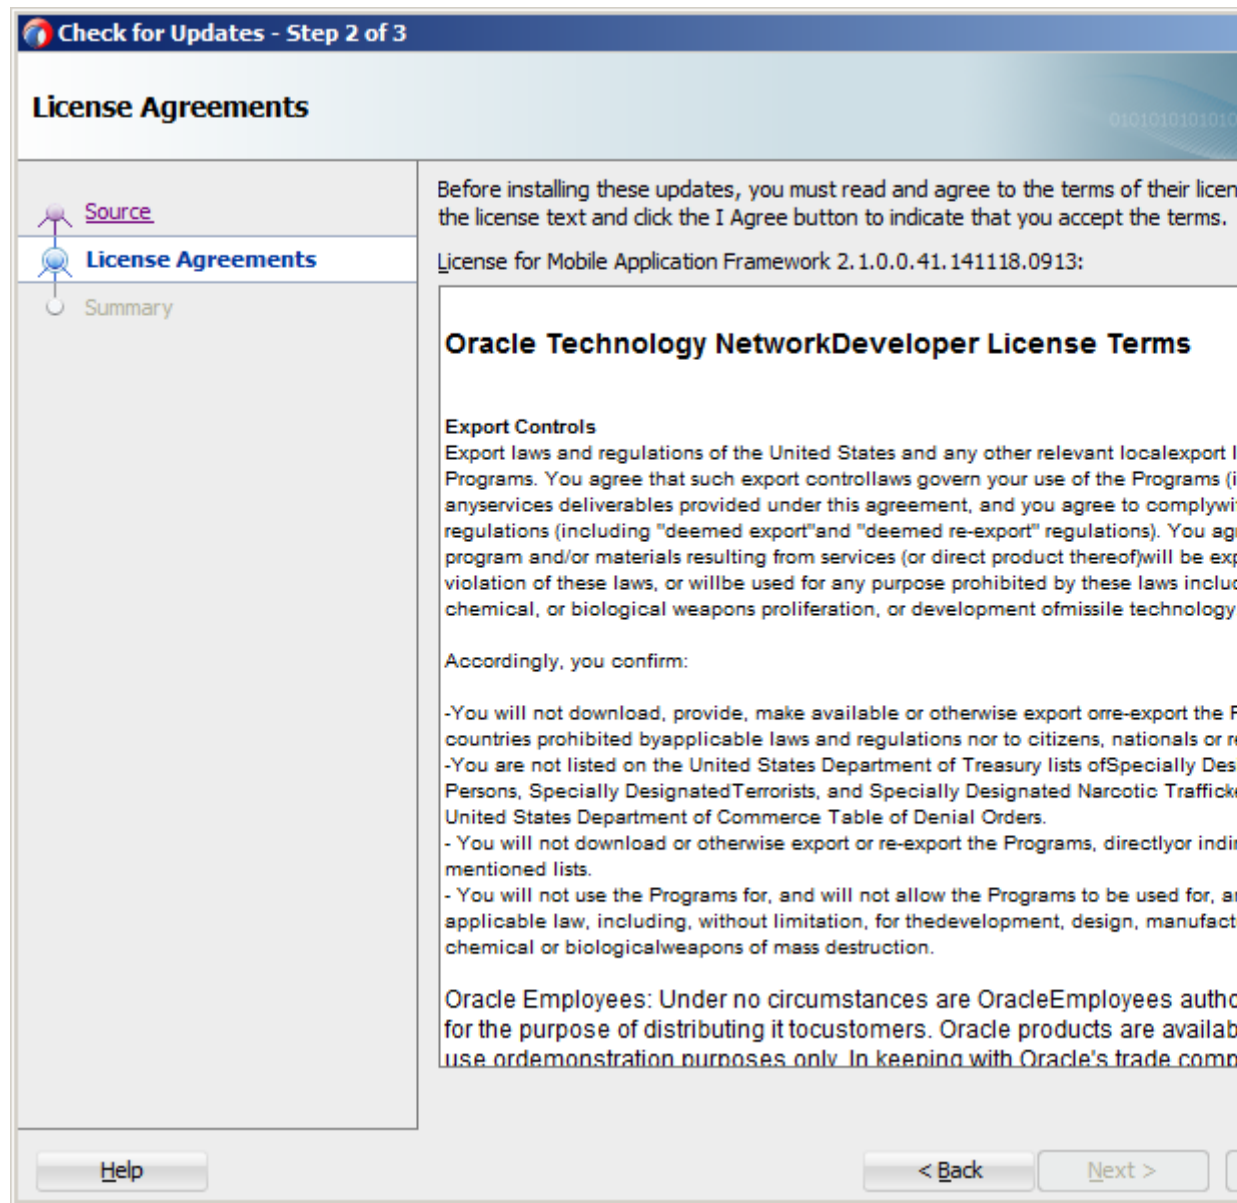 Check for Updates - Step 2 of 3
License Agreements
0101010101010
Source
License Agreements
Summary
Before installing these updates, you must read and agree to the terms of their
the license text and click the I Agree button to indicate that you accept the terms.
License for Mobile Application Framework 2.1.0.0.41.141118.0913:
Oracle Technology NetworkDeveloper License Terms
Export Controls
Export laws and regulations of the United States and any other relevant localexport
Programs. You agree that such export controllaws govern your use of the Programs
anyservices deliverables provided under this agreement, and you agree to
regulations (including "deemed export"and "deemed re-export" regulations). You
program and/or materials resulting from services (or direct product thereof)will be
violation of these laws, or willbe used for any purpose prohibited by these laws
chemical, or biological weapons proliferation, or development ofmissile technology
Accordingly, you confirm:
-You will not download, provide, make available or otherwise export orre-export the
countries prohibited byapplicable laws and regulations nor to citizens, nationals or
-You are not listed on the United States Department of Treasury lists ofSpecially
Persons, Specially DesignatedTerrorists, and Specially Designated Narcotic
United States Department of Commerce Table of Denial Orders.
- You will not download or otherwise export or re-export the Programs, directlyor
mentioned lists.
- You will not use the Programs for, and will not allow the Programs to be used for,
applicable law, including, without limitation, for thedevelopment, design,
chemical or biologicalweapons of mass destruction.
Oracle Employees: Under no circumstances are OracleEmployees
for the purpose of distributing it tocustomers. Oracle products are
use ordemonstration purposes only. In keeping with Oracle's trade
Help
< Back
Next >